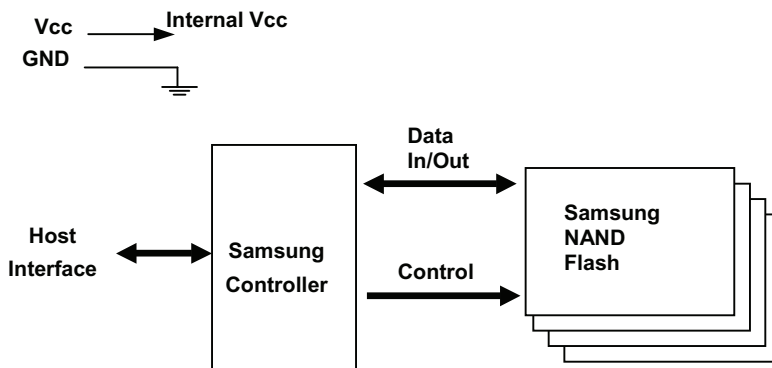 Vcc
Internal Vcc
GND
Data
In/Out
Samsung
NAND
Flash
Host
Interface
Samsung
Controller
Control